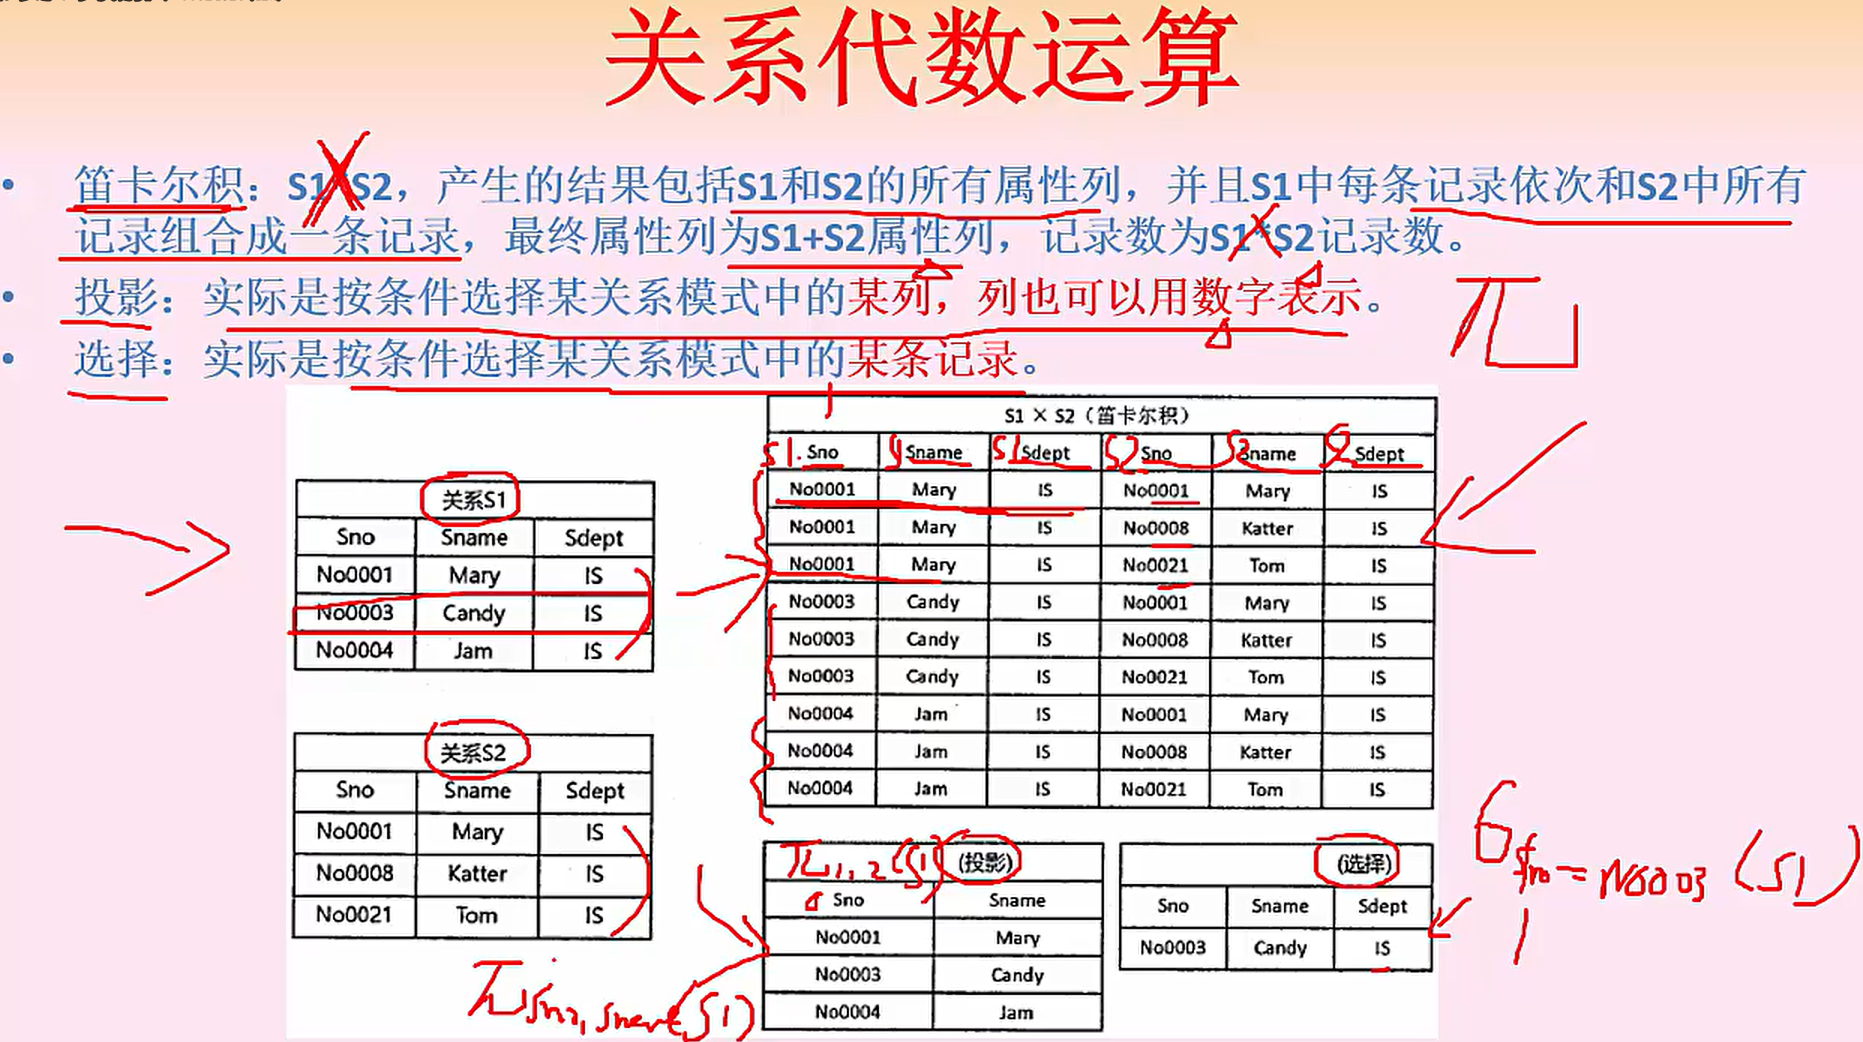 关系代数运算
笛卡尔积：S1*S2，产生的结果包括S1和S2的所有属性列，并且S1中每条记录依次和S2中所有
记录组合成一条记录，最终属性列为S1+S2属性列，记录数为S1*S2记录数。
投影：实际是按条件选择某关系模式中的某列，列也可以用数字表示。
选择：实际是按条件选择某关系模式中的某条记录。
π
关系S1
Sno Sname Sdept
No0001 Mary IS
No0003 Candy IS
No0004 Jam IS
关系S2
Sno Sname Sdept
No0001 Mary IS
No0008 Katter IS
No0021 Tom IS
S1 × S2（笛卡尔积）
S1. Sno Sname S1 Sdept S2 Sno S2 Sname S2 Sdept
No0001 Mary IS No0001 Mary IS
No0001 Mary IS No0008 Katter IS
No0001 Mary IS No0021 Tom IS
No0003 Candy IS No0001 Mary IS
No0003 Candy IS No0008 Katter IS
No0003 Candy IS No0021 Tom IS
No0004 Jam IS No0001 Mary IS
No0004 Jam IS No0008 Katter IS
No0004 Jam IS No0021 Tom IS
π1,2(S1) (投影)
Sno Sname
No0001 Mary
No0003 Candy
No0004 Jam
π Sno, Sname(S1)
(选择)
Sno Sname Sdept
No0003 Candy IS
σ Sno=No0003 (S1)
1